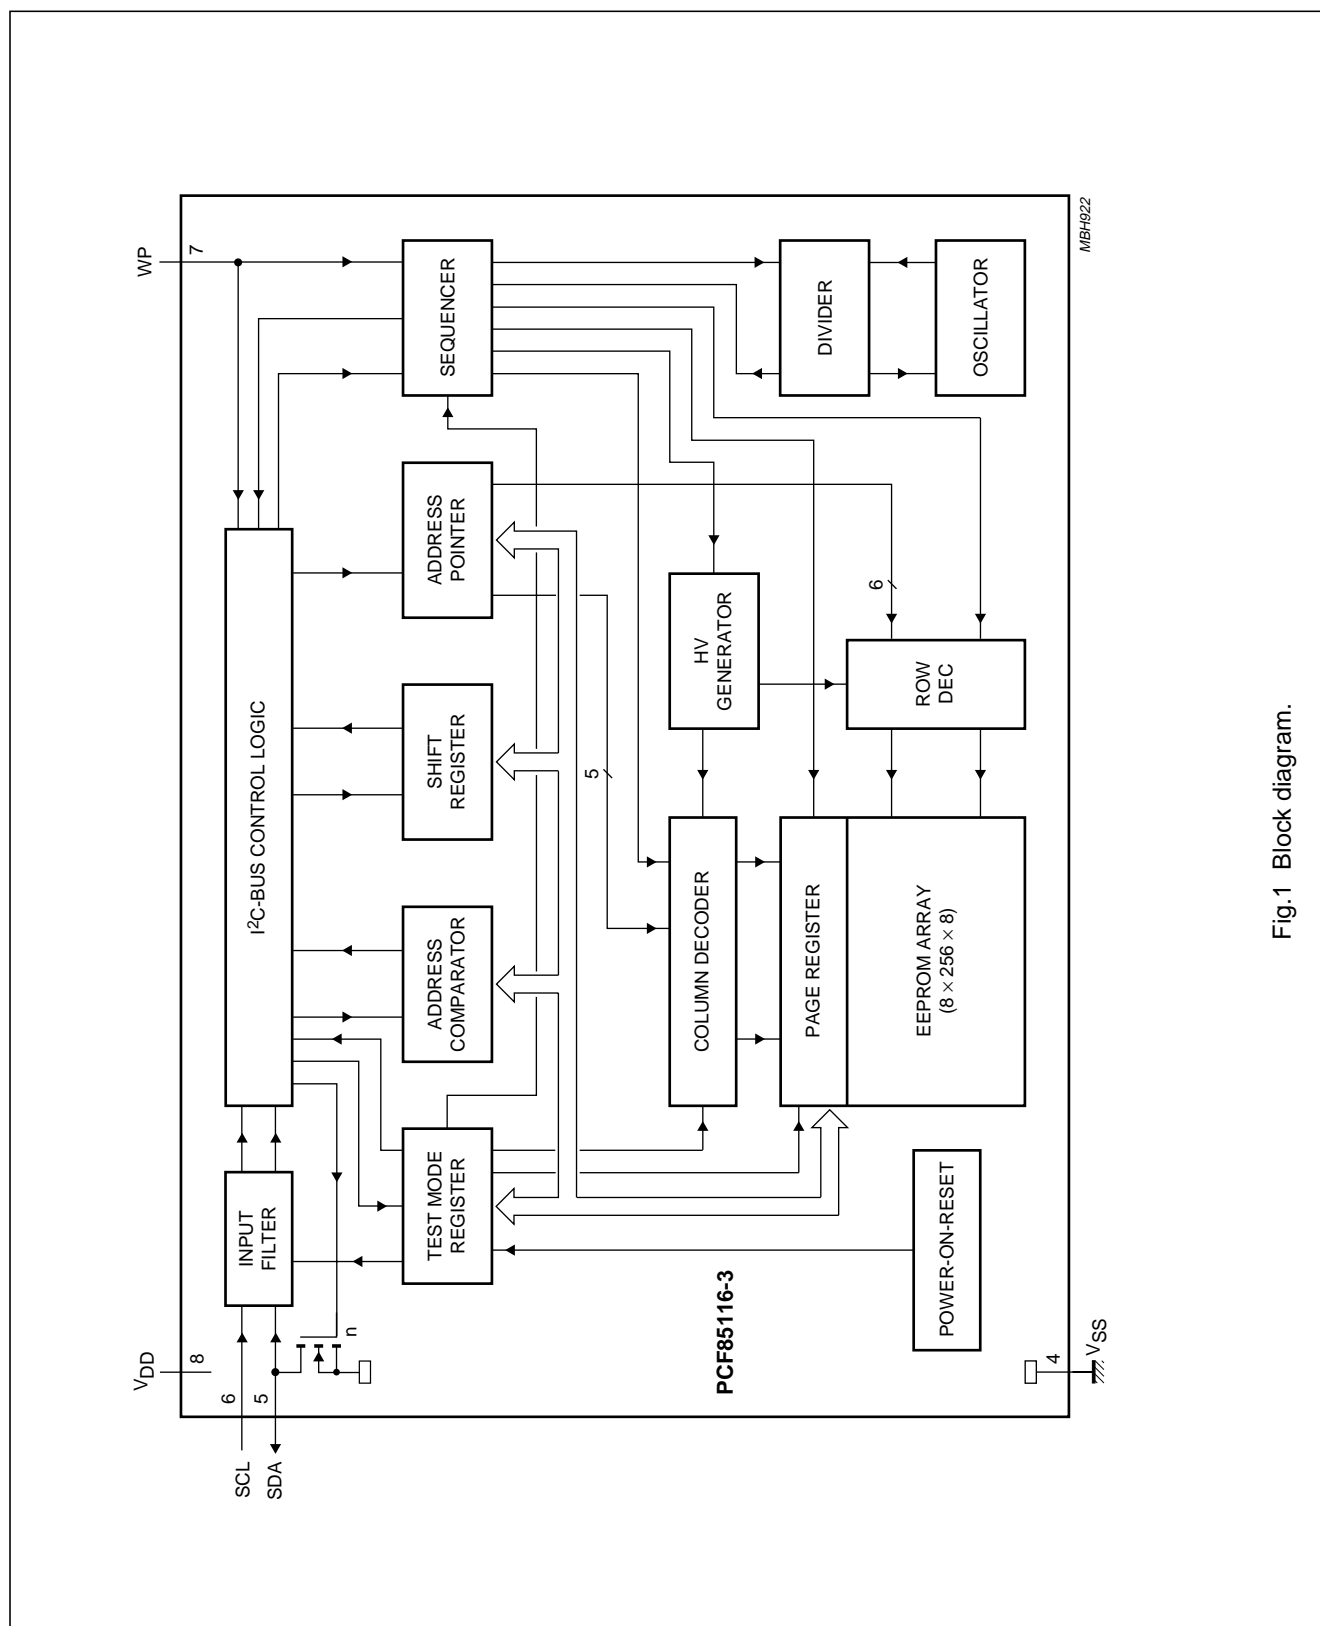 WP
7
VDD
8
SCL
6
SDA
5
INPUT
FILTER
n
I2C-BUS CONTROL LOGIC
TEST MODE
REGISTER
ADDRESS
COMPARATOR
SHIFT
REGISTER
ADDRESS
POINTER
SEQUENCER
5
6
COLUMN DECODER
HV
GENERATOR
DIVIDER
PAGE REGISTER
EEPROM ARRAY
(8 × 256 × 8)
ROW
DEC
OSCILLATOR
PCF85116-3
POWER-ON-RESET
4
VSS
MBH922
Fig.1 Block diagram.